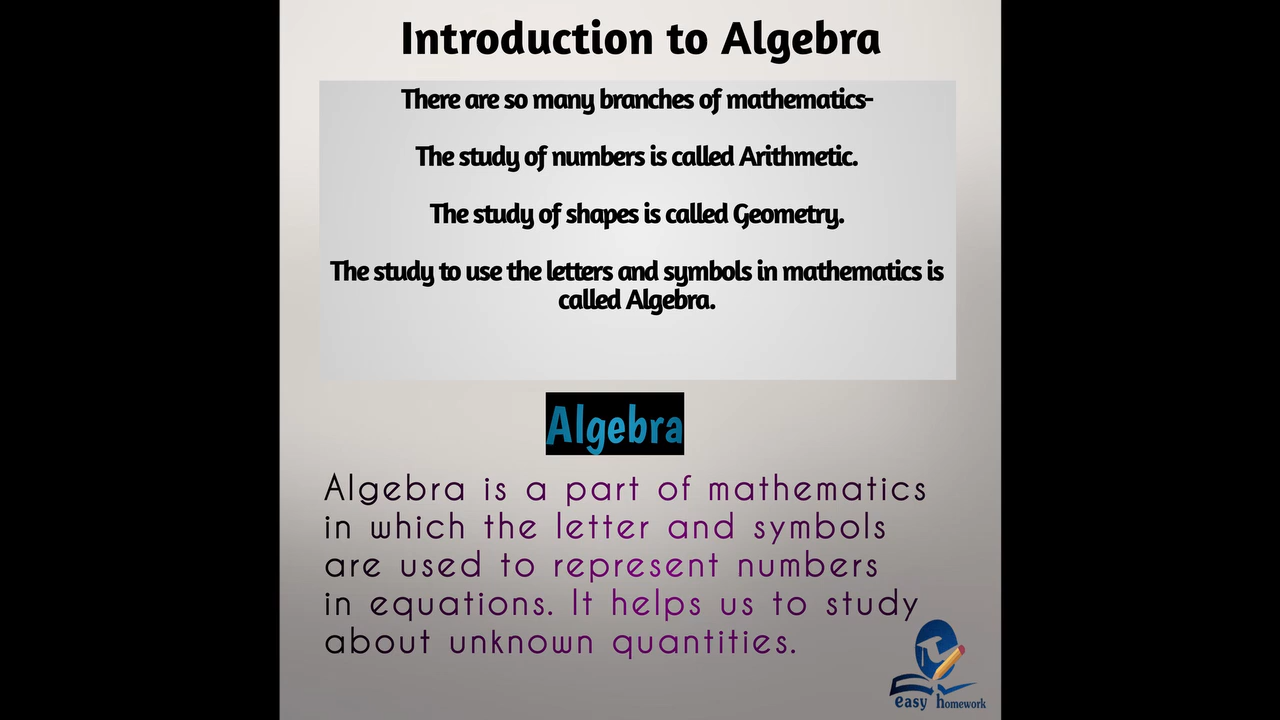 Introduction to Algebra
There are so many branches of mathematics-
The study of numbers is called Arithmetic.
The study of shapes is called Geometry.
The study to use the letters and symbols in mathematics is
called Algebra.
Algebra
Algebra is a part of mathematics
in which the letter and symbols
are used to represent numbers
in equations. It helps us to study
about unknown quantities.
easy homework